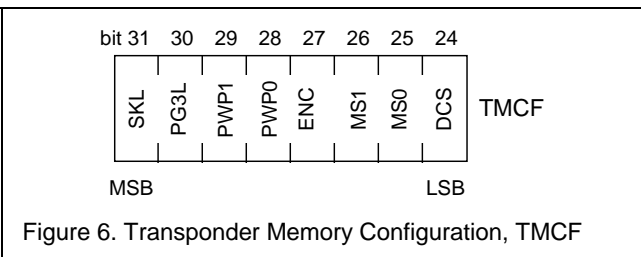 bit 31 30 29 28 27 26 25 24
SKL PG3L PWP1 PWP0 ENC MS1 MS0 DCS TMCF
MSB LSB
Figure 6. Transponder Memory Configuration, TMCF